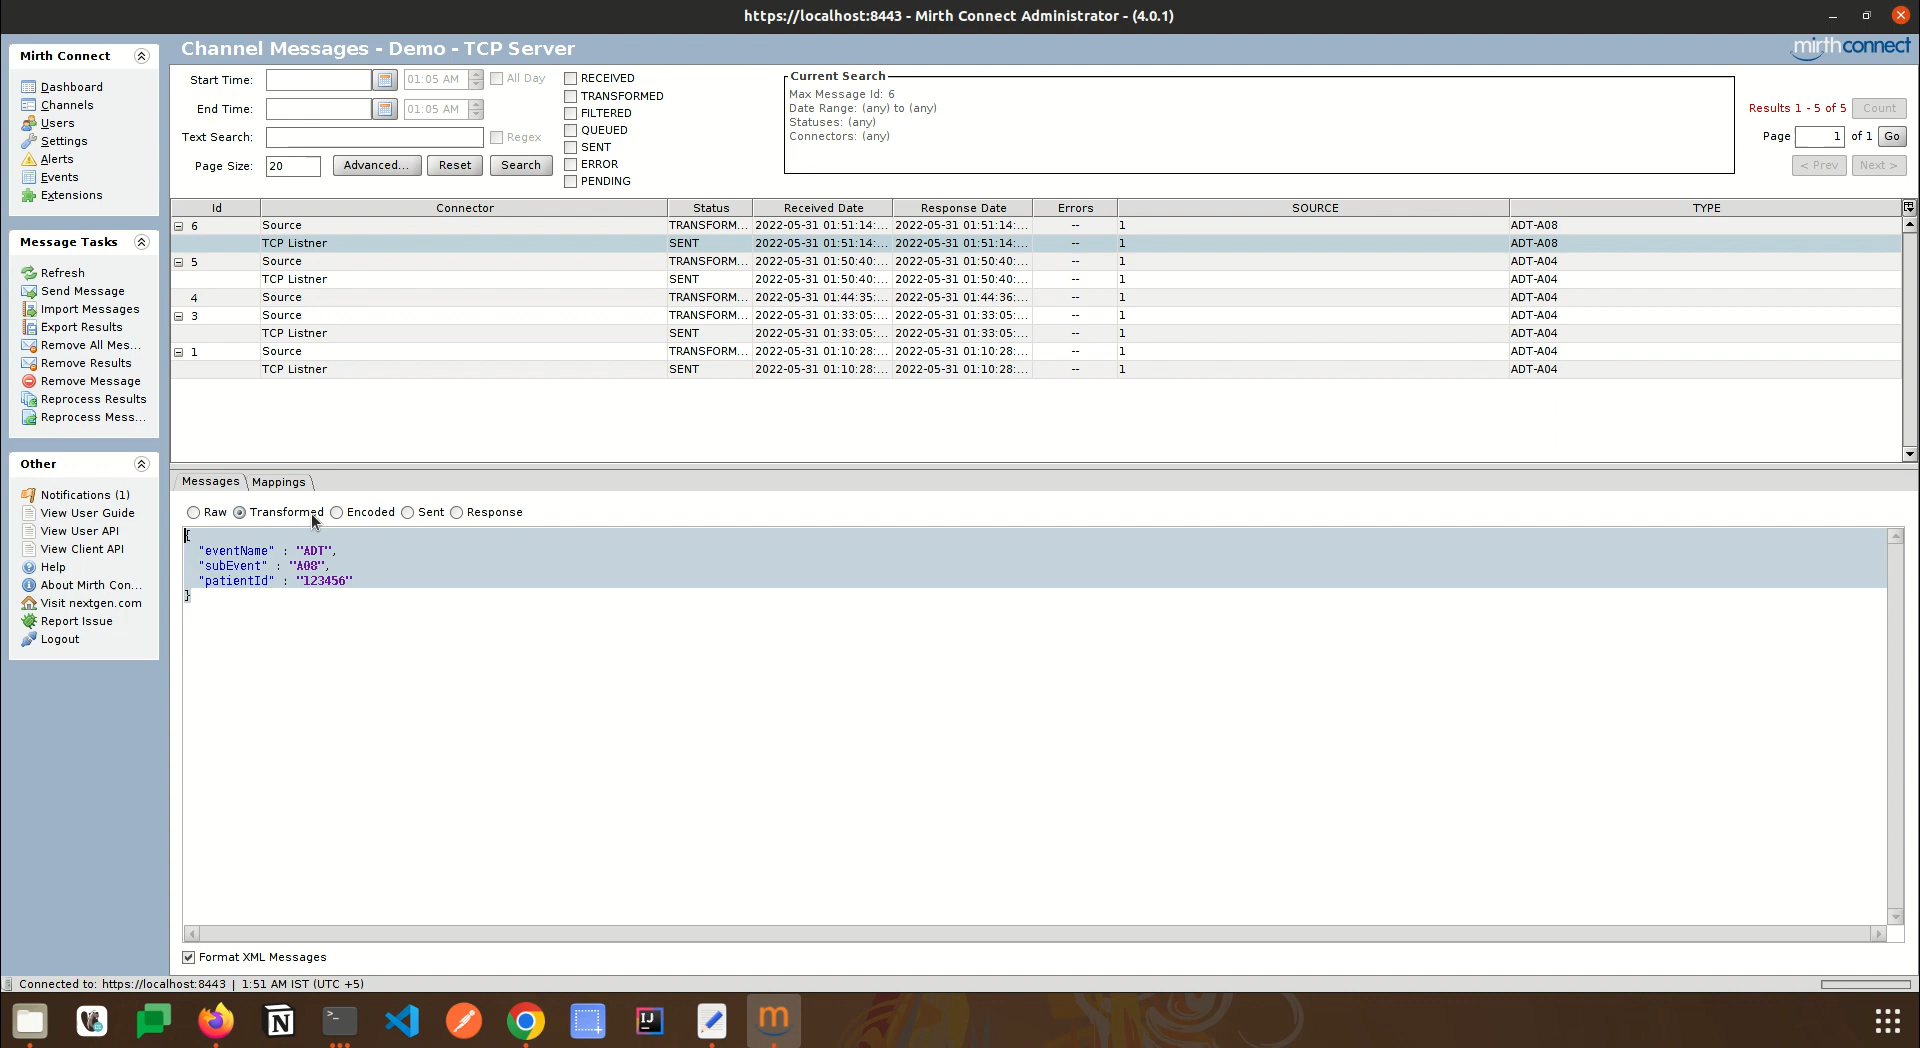 https://localhost:8443 - Mirth Connect Administrator - (4.0.1)
Mirth Connect
Dashboard
Channels
Users
Settings
Alerts
Events
Extensions
Message Tasks
Refresh
Send Message
Import Messages
Export Results
Remove All Mes...
Remove Results
Remove Message
Reprocess Results
Reprocess Mess...
Other
Notifications (1)
View User Guide
View User API
View Client API
Help
About Mirth Con...
Visit nextgen.com
Report Issue
Logout
Channel Messages - Demo - TCP Server
mirthconnect
Start Time: 01:05 AM All Day
End Time: 01:05 AM
Text Search: Regex
Page Size: 20 Advanced... Reset Search
RECEIVED
TRANSFORMED
FILTERED
QUEUED
SENT
ERROR
PENDING
Current Search
Max Message Id: 6
Date Range: (any) to (any)
Statuses: (any)
Connectors: (any)
Results 1 - 5 of 5 Count
Page 1 of 1 Go
< Prev Next >
Id Connector Status Received Date Response Date Errors SOURCE TYPE
6 Source TRANSFORM... 2022-05-31 01:51:14:... 2022-05-31 01:51:14:... -- 1 ADT-A08
TCP Listner SENT 2022-05-31 01:51:14:... 2022-05-31 01:51:14:... -- 1 ADT-A08
5 Source TRANSFORM... 2022-05-31 01:50:40:... 2022-05-31 01:50:40:... -- 1 ADT-A04
TCP Listner SENT 2022-05-31 01:50:40:... 2022-05-31 01:50:40:... -- 1 ADT-A04
4 Source TRANSFORM... 2022-05-31 01:44:35:... 2022-05-31 01:44:36:... -- 1 ADT-A04
3 Source TRANSFORM... 2022-05-31 01:33:05:... 2022-05-31 01:33:05:... -- 1 ADT-A04
TCP Listner SENT 2022-05-31 01:33:05:... 2022-05-31 01:33:05:... -- 1 ADT-A04
1 Source TRANSFORM... 2022-05-31 01:10:28:... 2022-05-31 01:10:28:... -- 1 ADT-A04
TCP Listner SENT 2022-05-31 01:10:28:... 2022-05-31 01:10:28:... -- 1 ADT-A04
Messages Mappings
Raw Transformed Encoded Sent Response
{
"eventName" : "ADT",
"subEvent" : "A08",
"patientId" : "123456"
}
Format XML Messages
Connected to: https://localhost:8443 | 1:51 AM IST (UTC +5)
N
>_
IJ
m